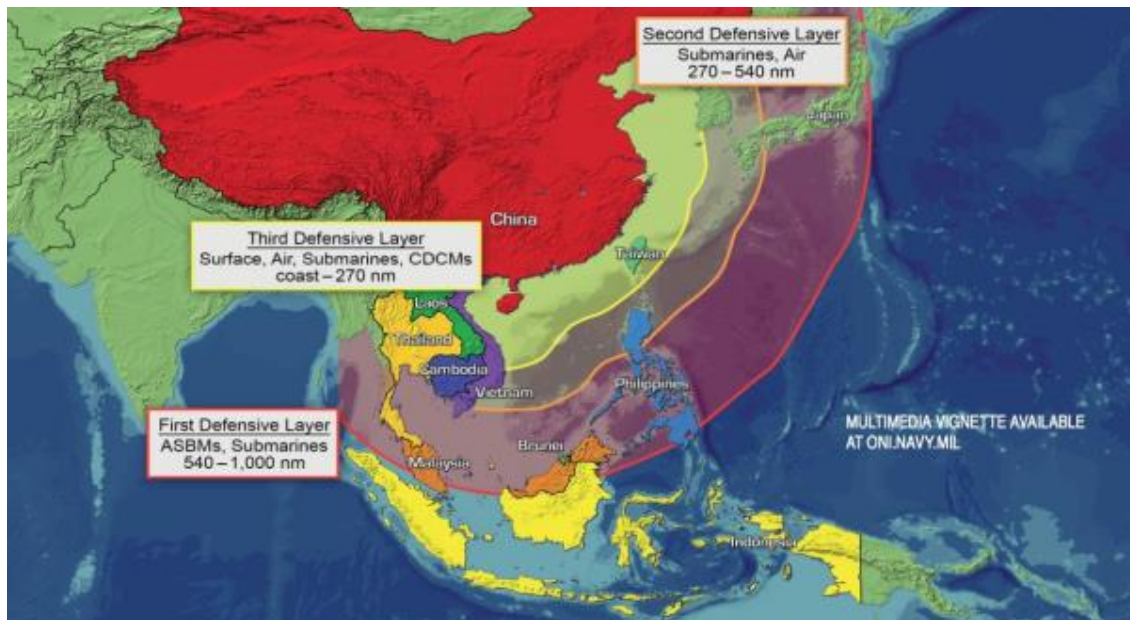 Second Defensive Layer
Submarines, Air
270 – 540 nm
Japan
China
Third Defensive Layer
Surface, Air, Submarines, CDCMs
coast – 270 nm
Taiwan
Laos
Thailand
Cambodia
Vietnam
Philippines
First Defensive Layer
ASBMs, Submarines
540 – 1,000 nm
MULTIMEDIA VIGNETTE AVAILABLE
AT ONI.NAVY.MIL
Brunei
Malaysia
Indonesia